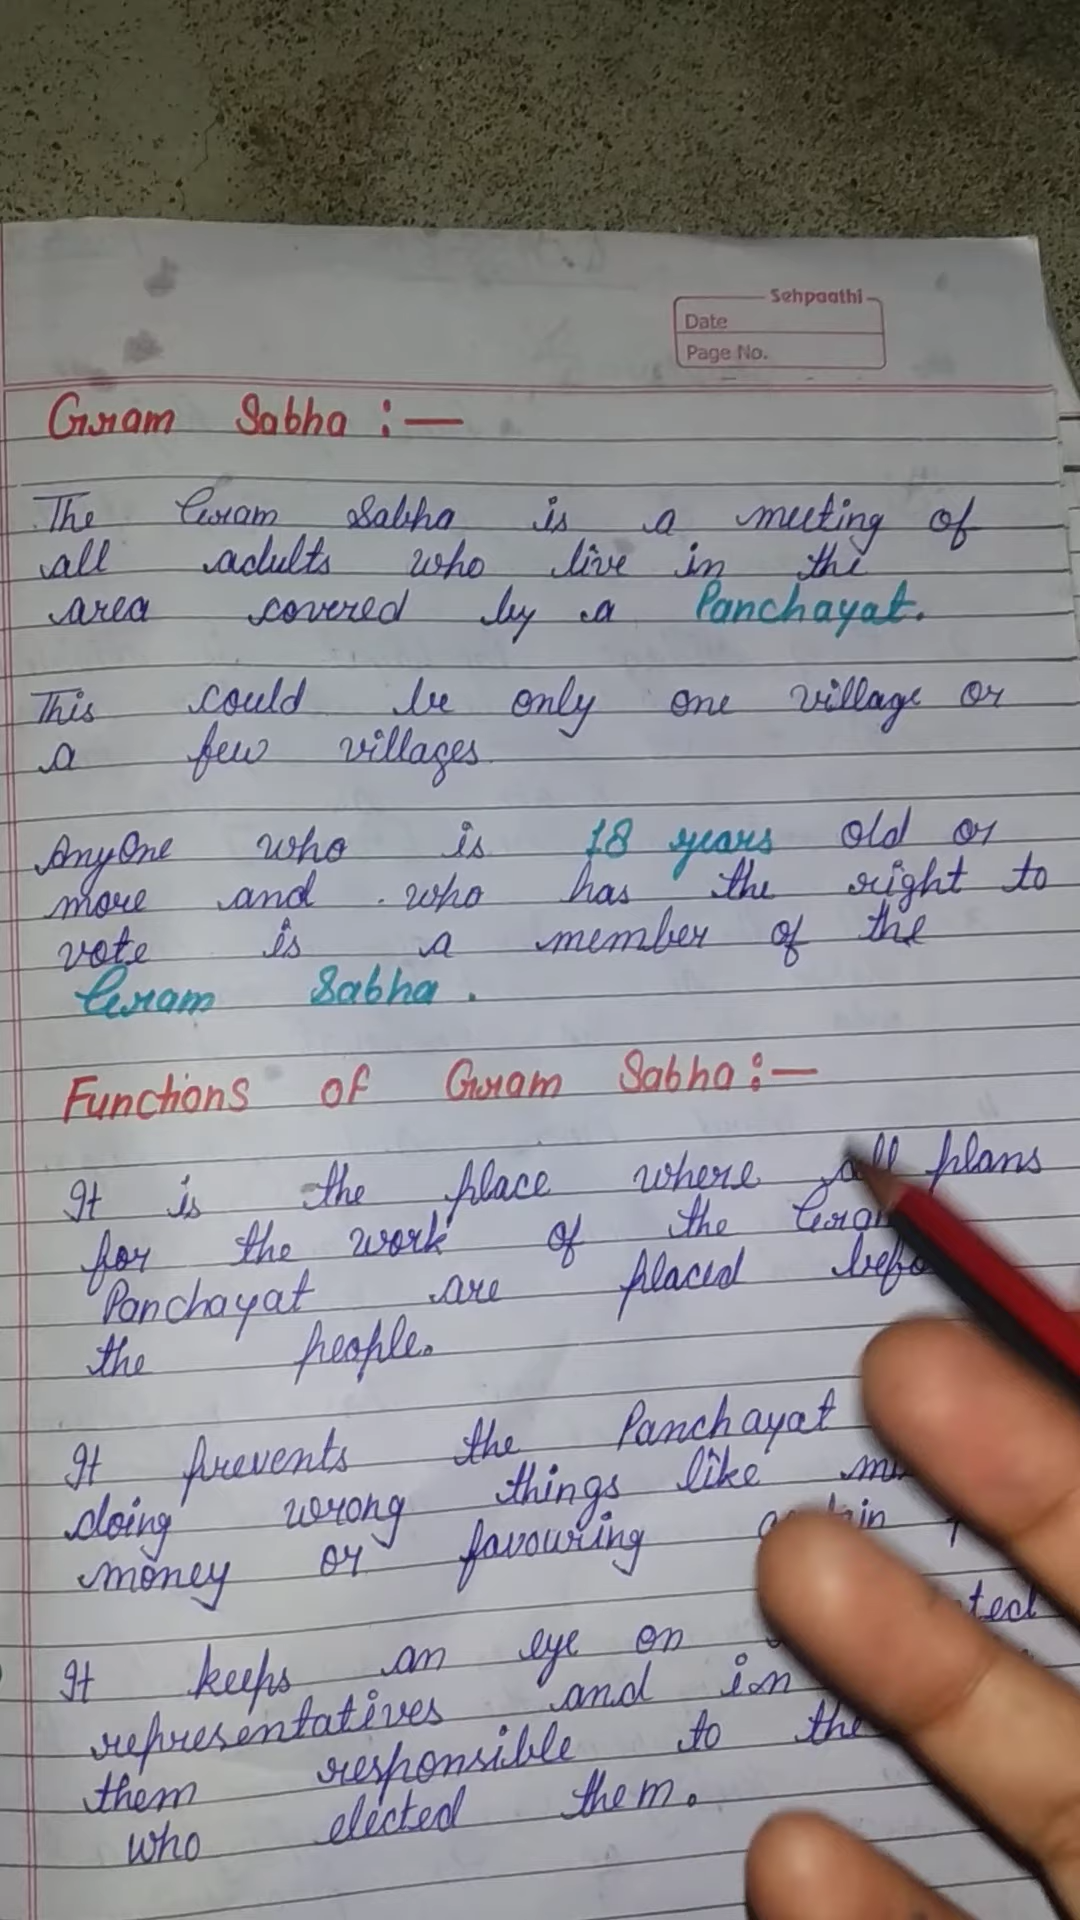 Sehpaathi
Date
Page No.
Gram Sabha :—
The Gram Sabha is a meeting of
all adults who live in the
area covered by a Panchayat.
This could be only one village or
a few villages
AnyOne who is 18 years old or
more and who has the right to
vote is a member of the
Gram Sabha.
Functions of Gram Sabha:—
It is the place where all plans
for the work of the
Panchayat are placed
the people.
It prevents the Panchayat
doing wrong things like
money or favouring
It keeps an eye on
representatives and in
them responsible to the
who elected them.